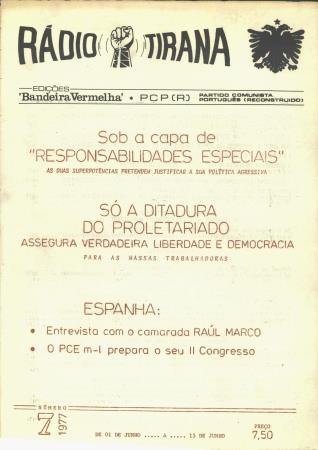 RÁDIO TIRANA
EDIÇÕES
'Bandeira Vermelha' • PCP(R) PARTIDO COMUNISTA
PORTUGUÊS (RECONSTRUIDO)
Sob a capa de
"RESPONSABILIDADES ESPECIAIS"
AS DUAS SUPERPOTÊNCIAS PRETENDEM JUSTIFICAR A SUA POLÍTICA AGRESSIVA
SÓ A DITADURA
DO PROLETARIADO
ASSEGURA VERDADEIRA LIBERDADE E DEMOCRACIA
PARA AS MASSAS TRABALHADORAS
ESPANHA:
• Entrevista com o camarada RAÚL MARCO
• O PCE m-l prepara o seu II Congresso
NÚMERO
7 1977
DE 01 DE JUNHO ..... A ..... 15 DE JUNHO
PREÇO
7,50